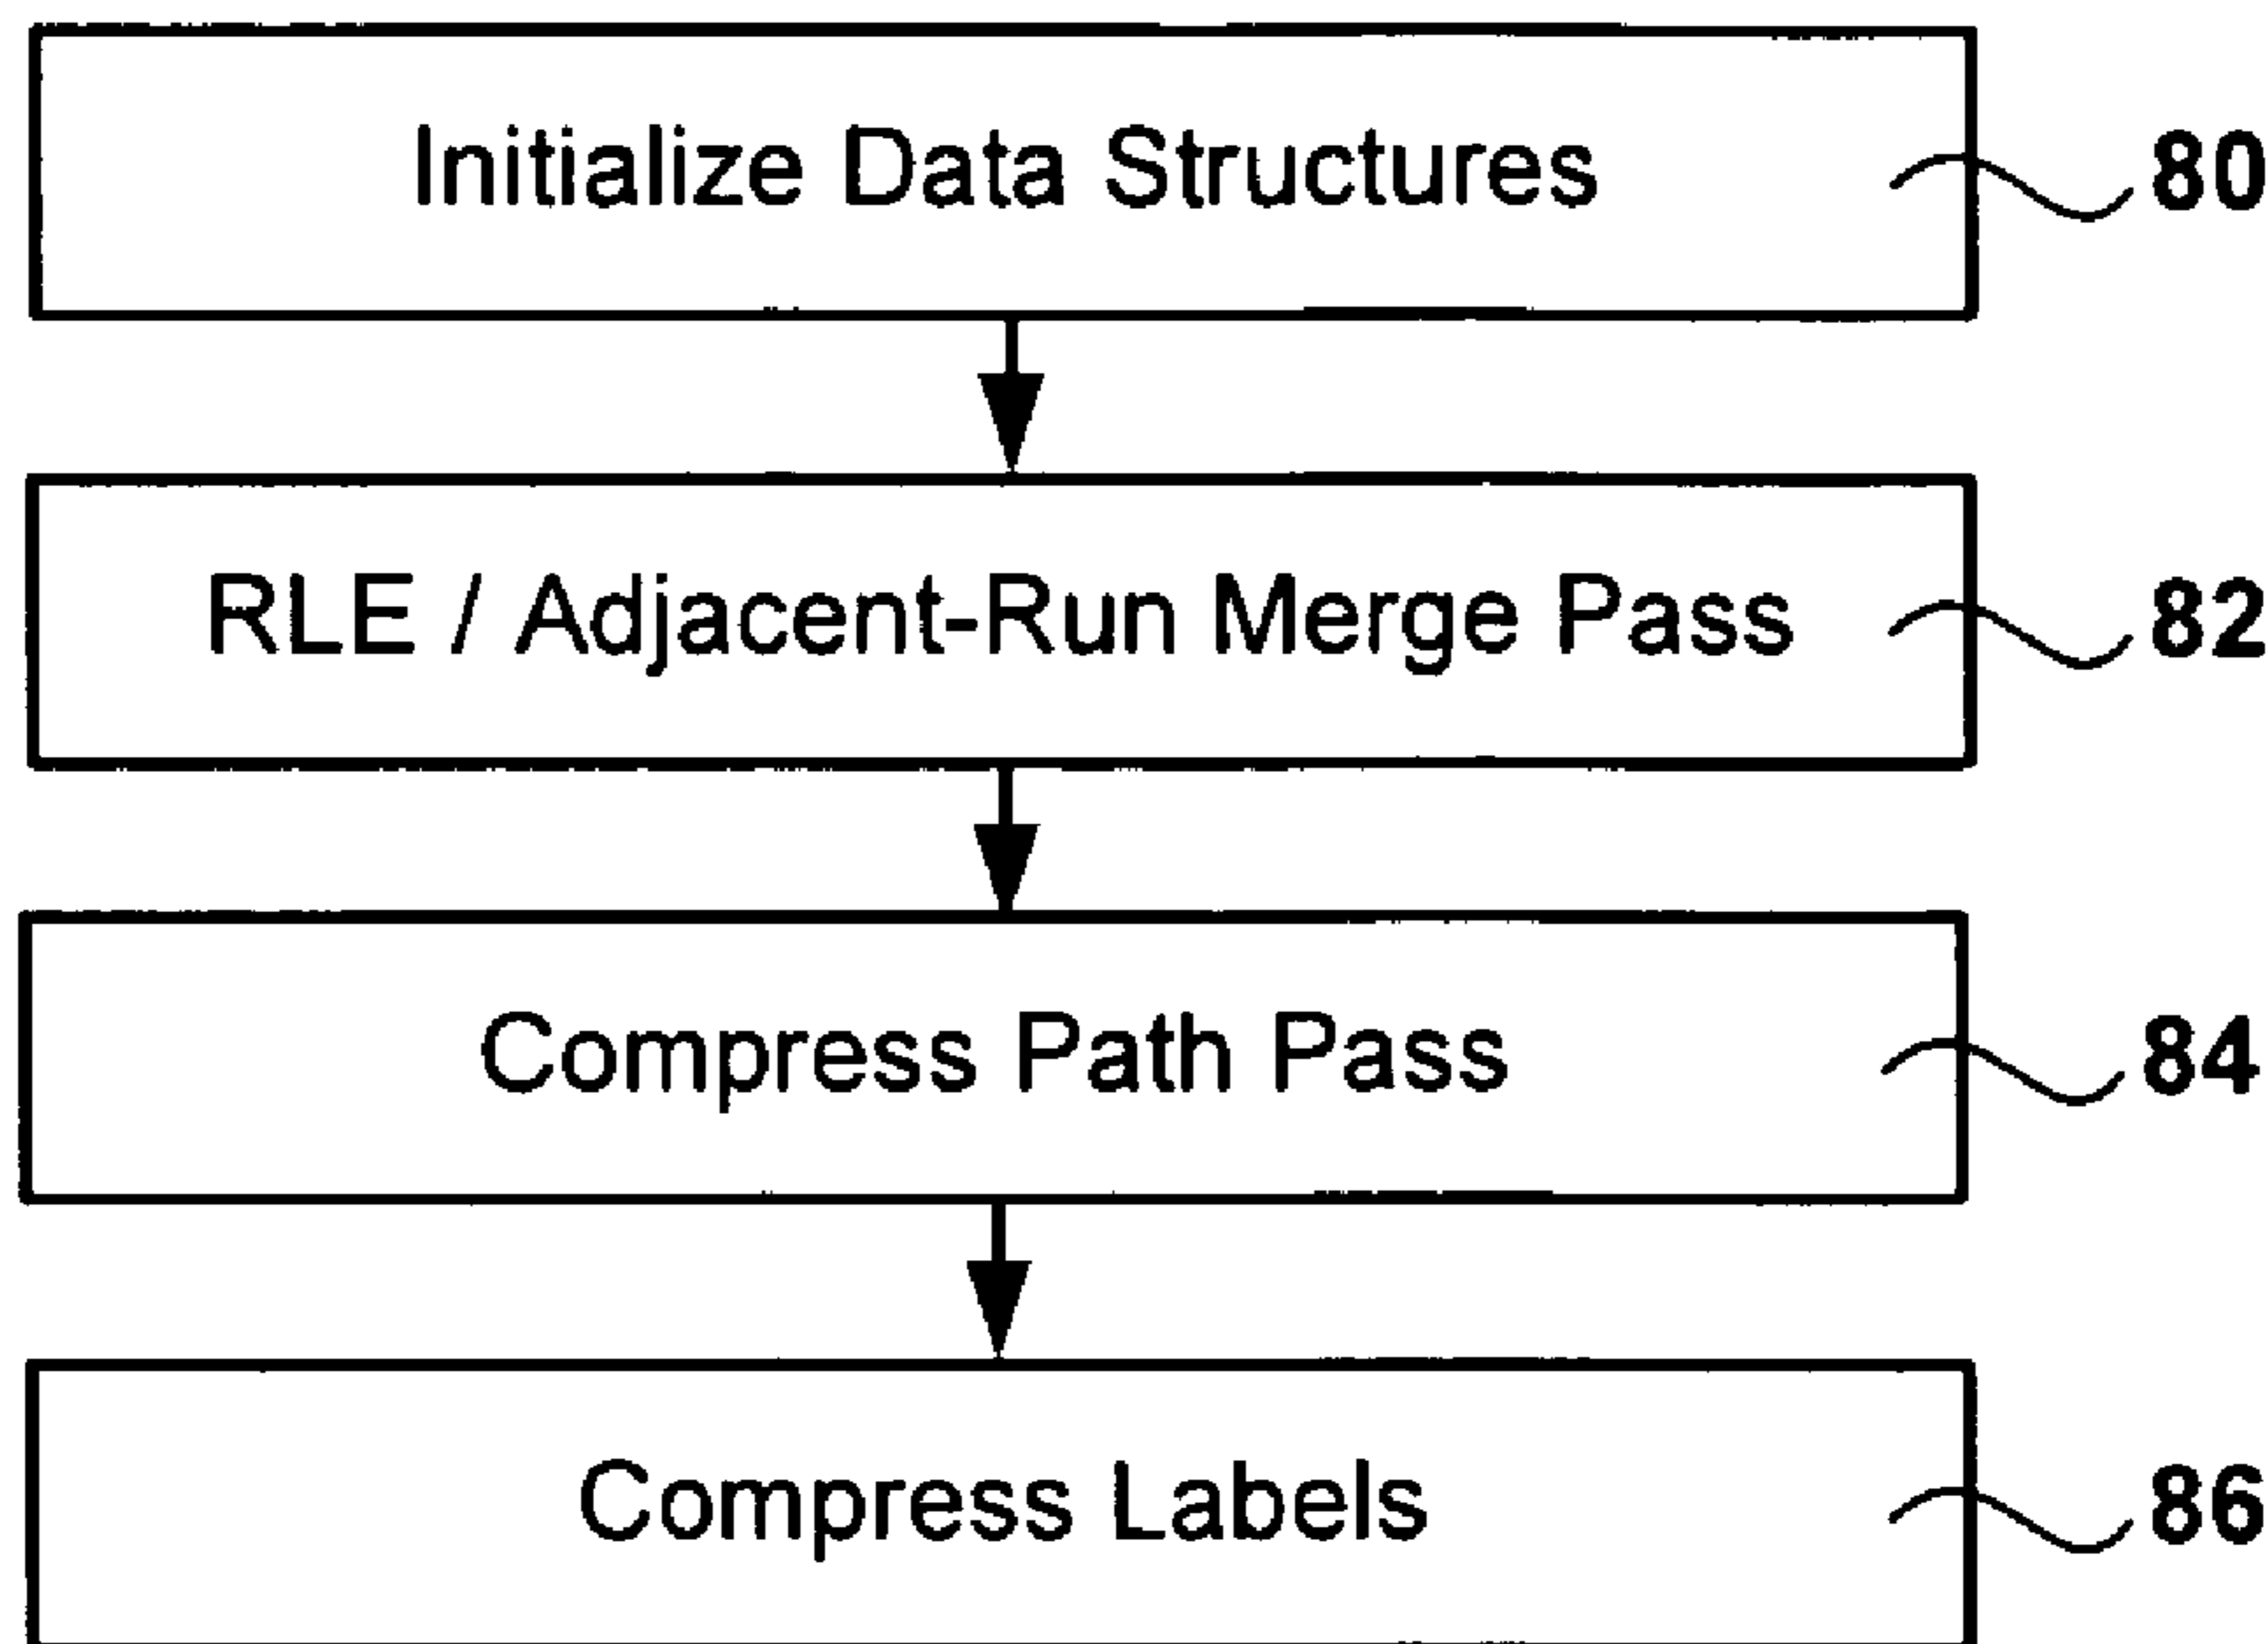 Initialize Data Structures 80
RLE / Adjacent-Run Merge Pass 82
Compress Path Pass 84
Compress Labels 86